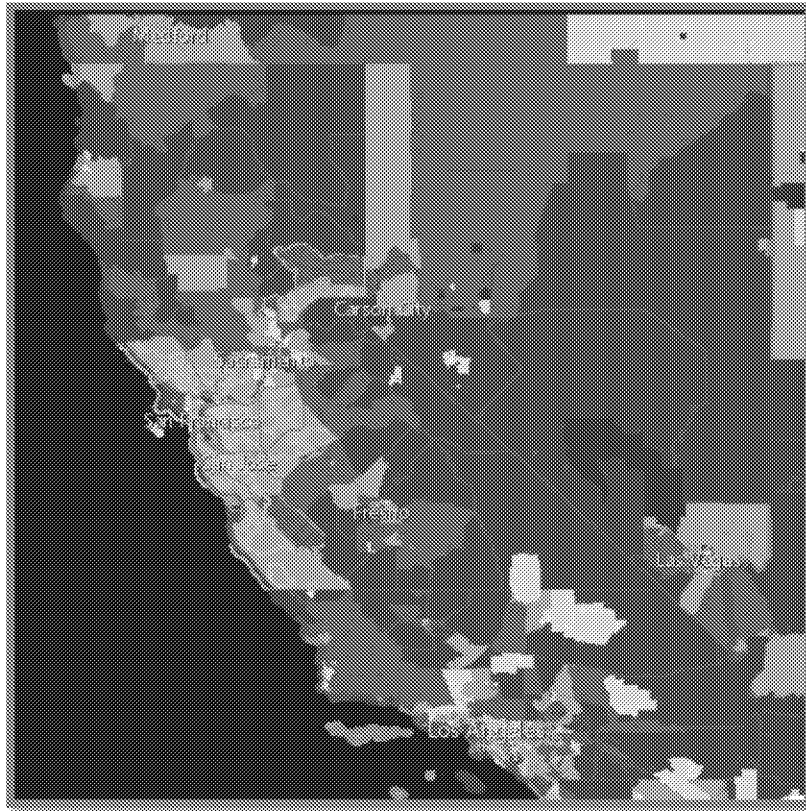 Medford
Carson City
Sacramento
San Francisco
San Jose
Fresno
Las Vegas
Los Angeles